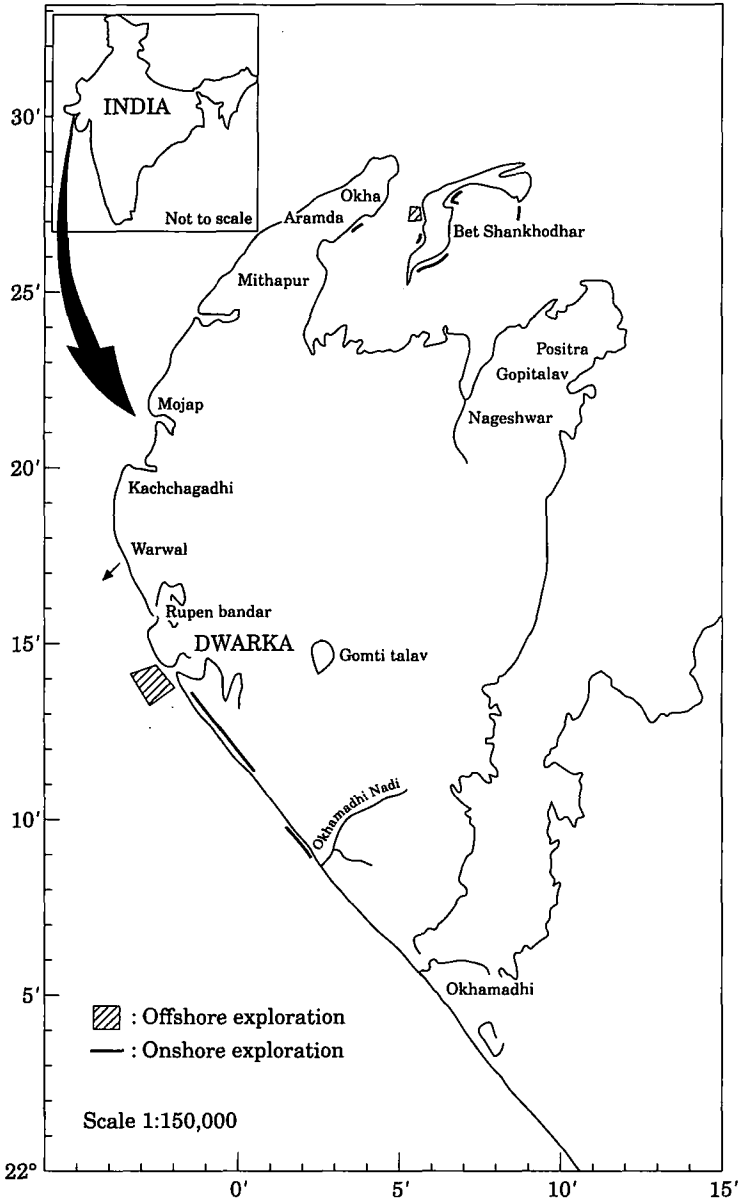 INDIA
Not to scale
30′
Okha
Aramda
Bet Shankhodhar
Mithapur
25′
Positra
Gopitalav
Mojap
Nageshwar
20′
Kachchagadhi
Warwal
Rupen bandar
15′
DWARKA
Gomti talav
Okhamadhi Nadi
10′
Okhamadhi
5′
: Offshore exploration
: Onshore exploration
Scale 1:150,000
22°
0′
5′
10′
15′